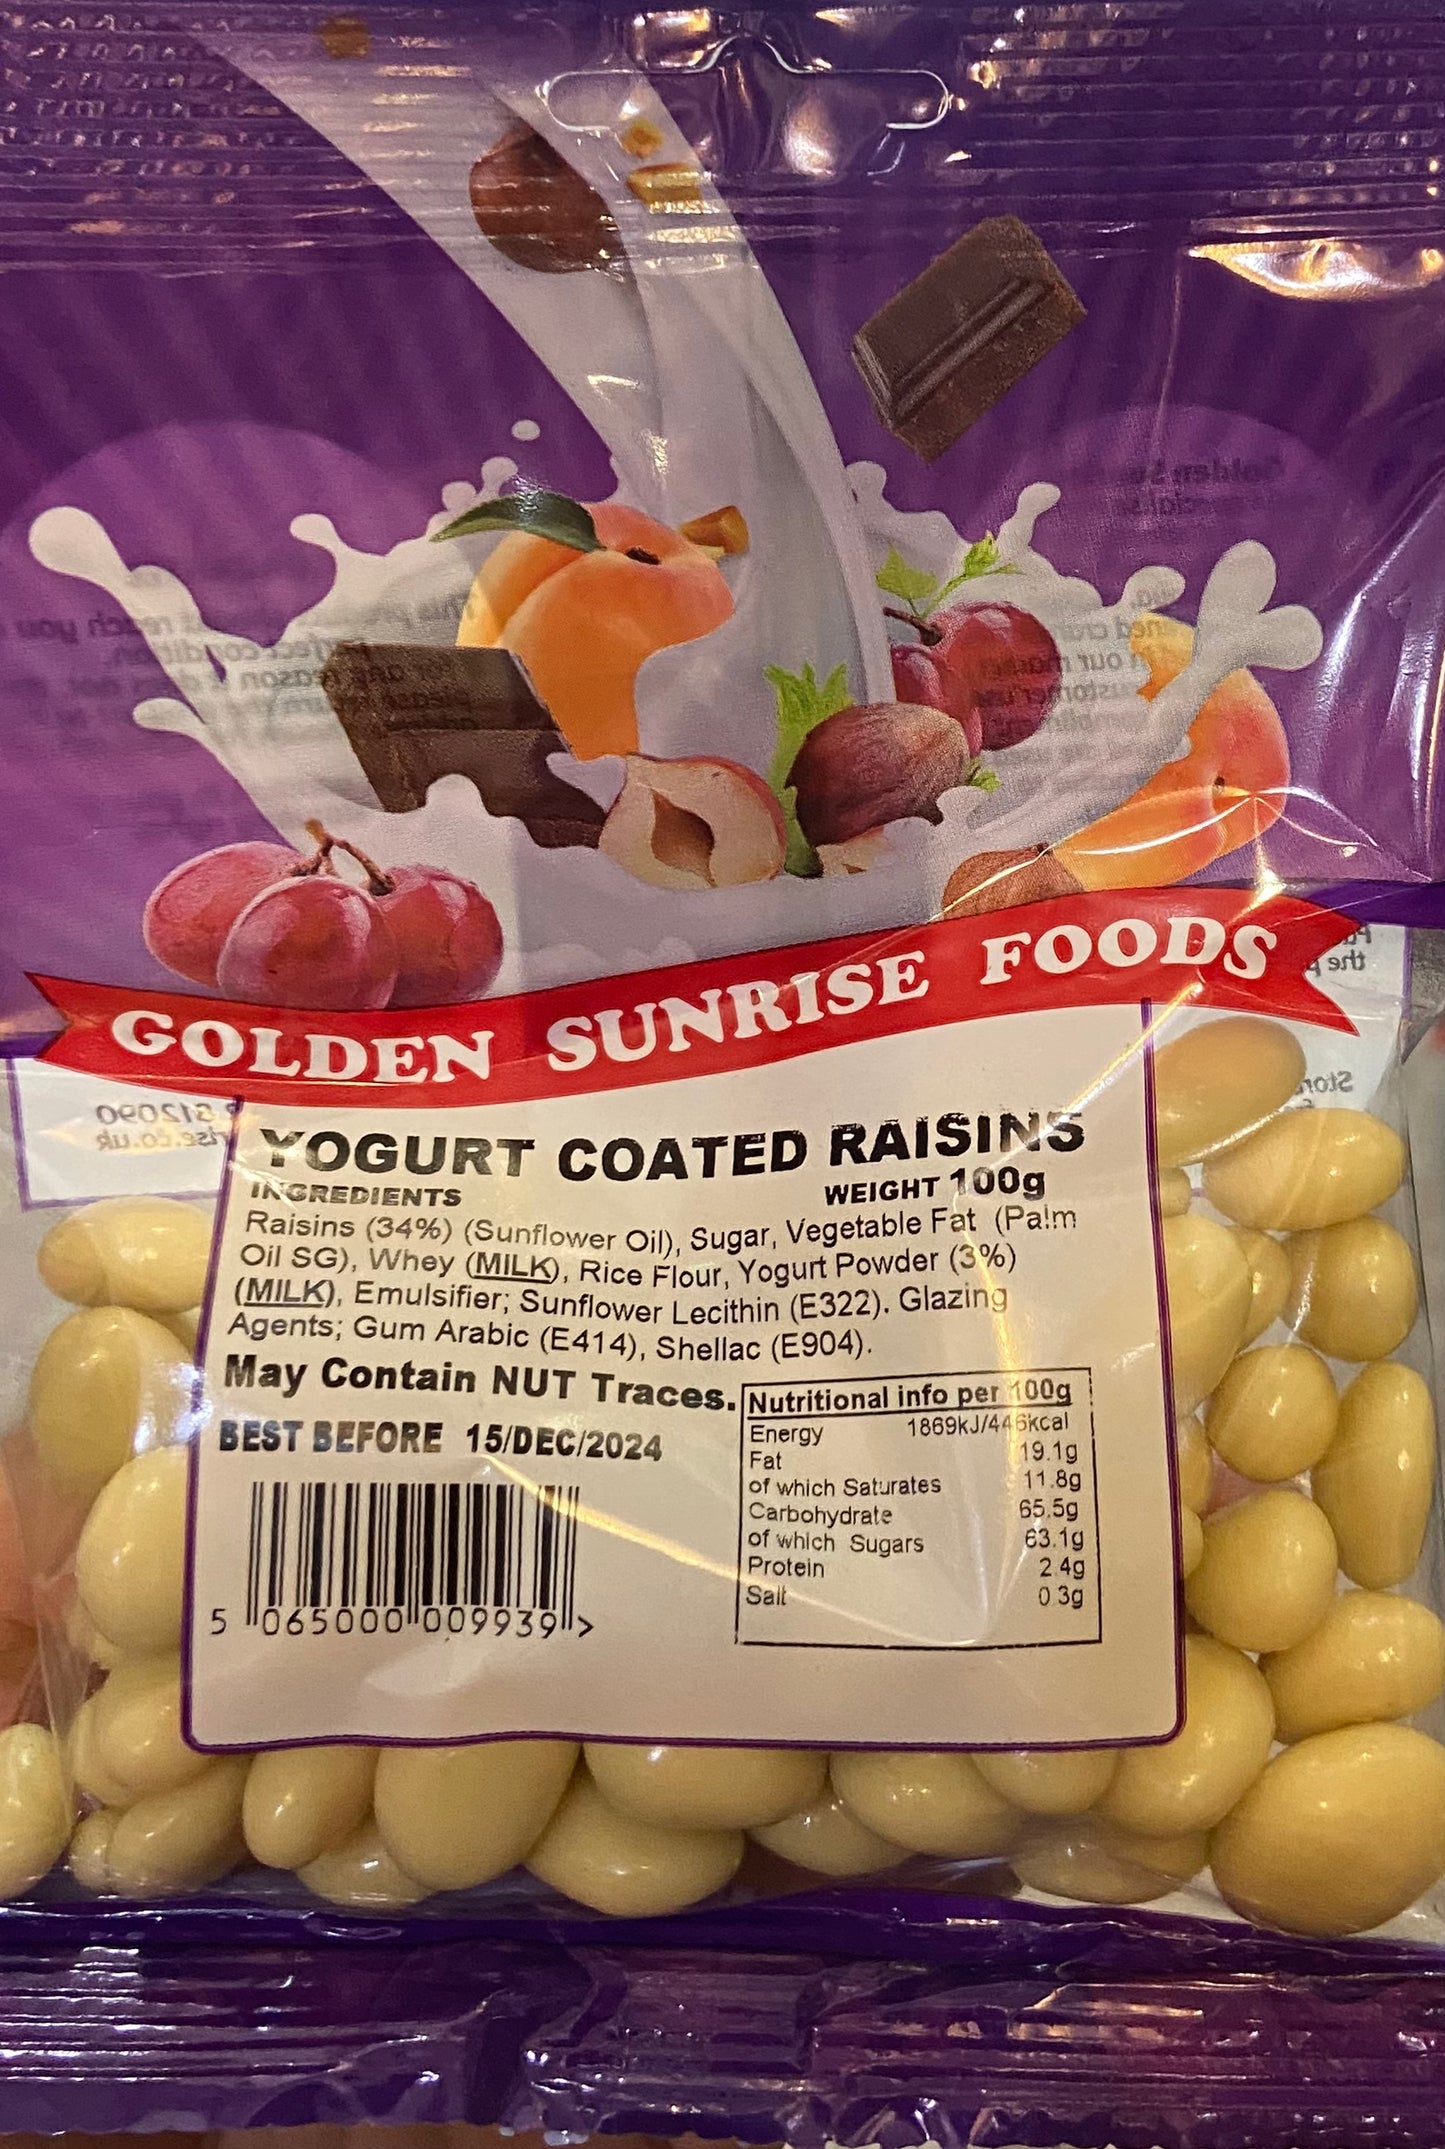 GOLDEN SUNRISE FOODS
YOGURT COATED RAISINS
INGREDIENTS WEIGHT 100g
Raisins (34%) (Sunflower Oil), Sugar, Vegetable Fat (Palm
Oil SG), Whey (MILK), Rice Flour, Yogurt Powder (3%)
(MILK), Emulsifier; Sunflower Lecithin (E322). Glazing
Agents; Gum Arabic (E414), Shellac (E904).
May Contain NUT Traces.
BEST BEFORE 15/DEC/2024
5 065000 009939 >
Nutritional info per 100g
Energy 1869kJ/446kcal
Fat 19.1g
of which Saturates 11.8g
Carbohydrate 65.5g
of which Sugars 63.1g
Protein 2.4g
Salt 0.3g